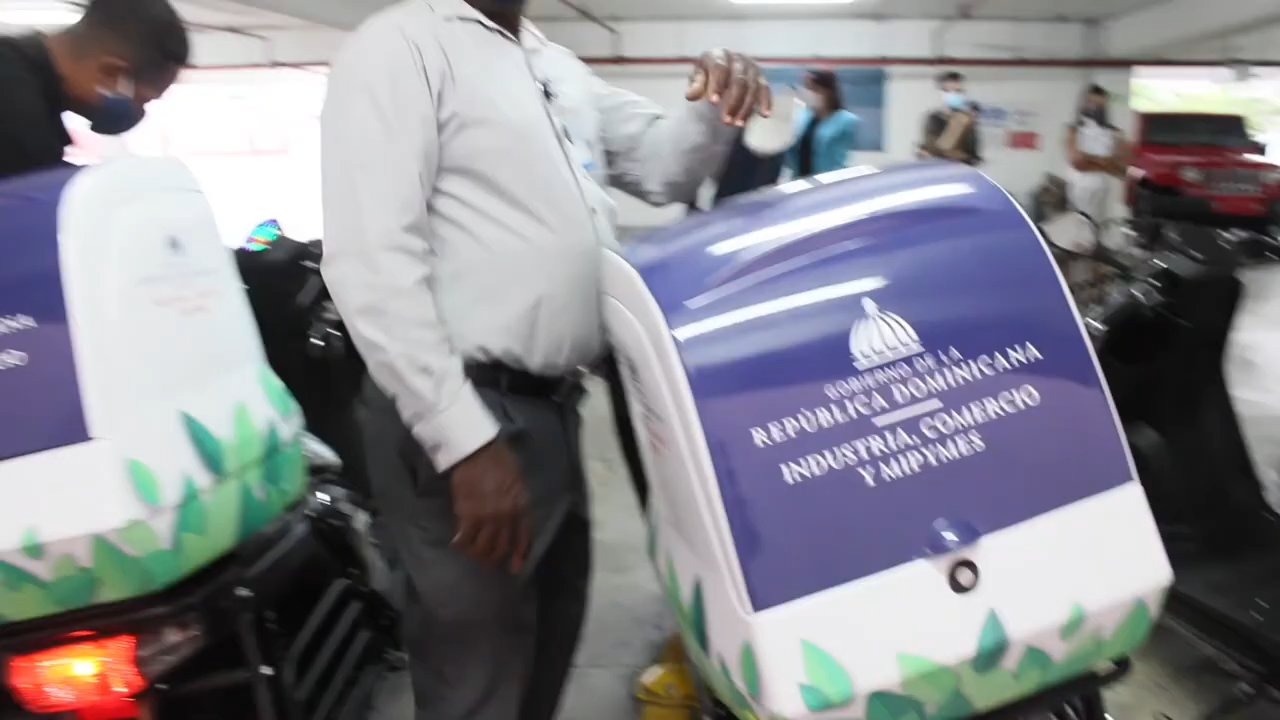 GOBIERNO DE LA
REPÚBLICA DOMINICANA
INDUSTRIA, COMERCIO
Y MIPYMES